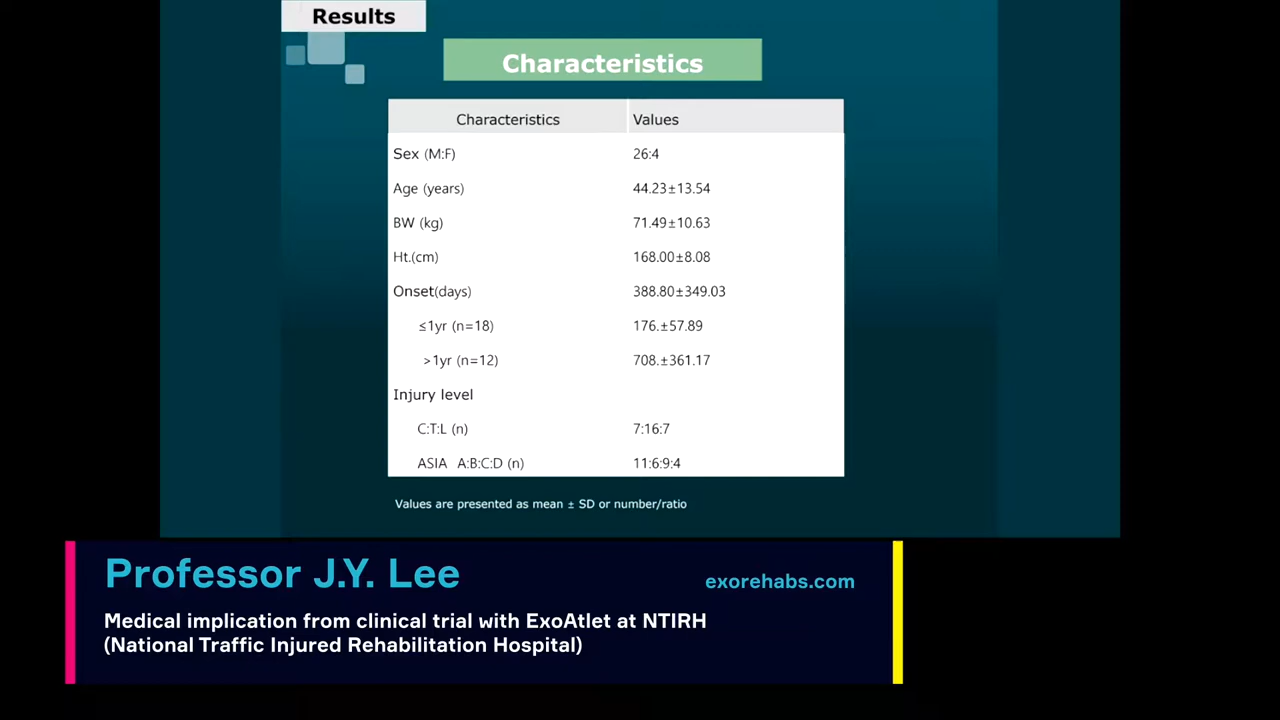 Results
Characteristics
Characteristics Values
Sex (M:F) 26:4
Age (years) 44.23±13.54
BW (kg) 71.49±10.63
Ht.(cm) 168.00±8.08
Onset(days) 388.80±349.03
≤1yr (n=18) 176.±57.89
>1yr (n=12) 708.±361.17
Injury level
C:T:L (n) 7:16:7
ASIA A:B:C:D (n) 11:6:9:4
Values are presented as mean ± SD or number/ratio
Professor J.Y. Lee exorehabs.com
Medical implication from clinical trial with ExoAtlet at NTIRH
(National Traffic Injured Rehabilitation Hospital)